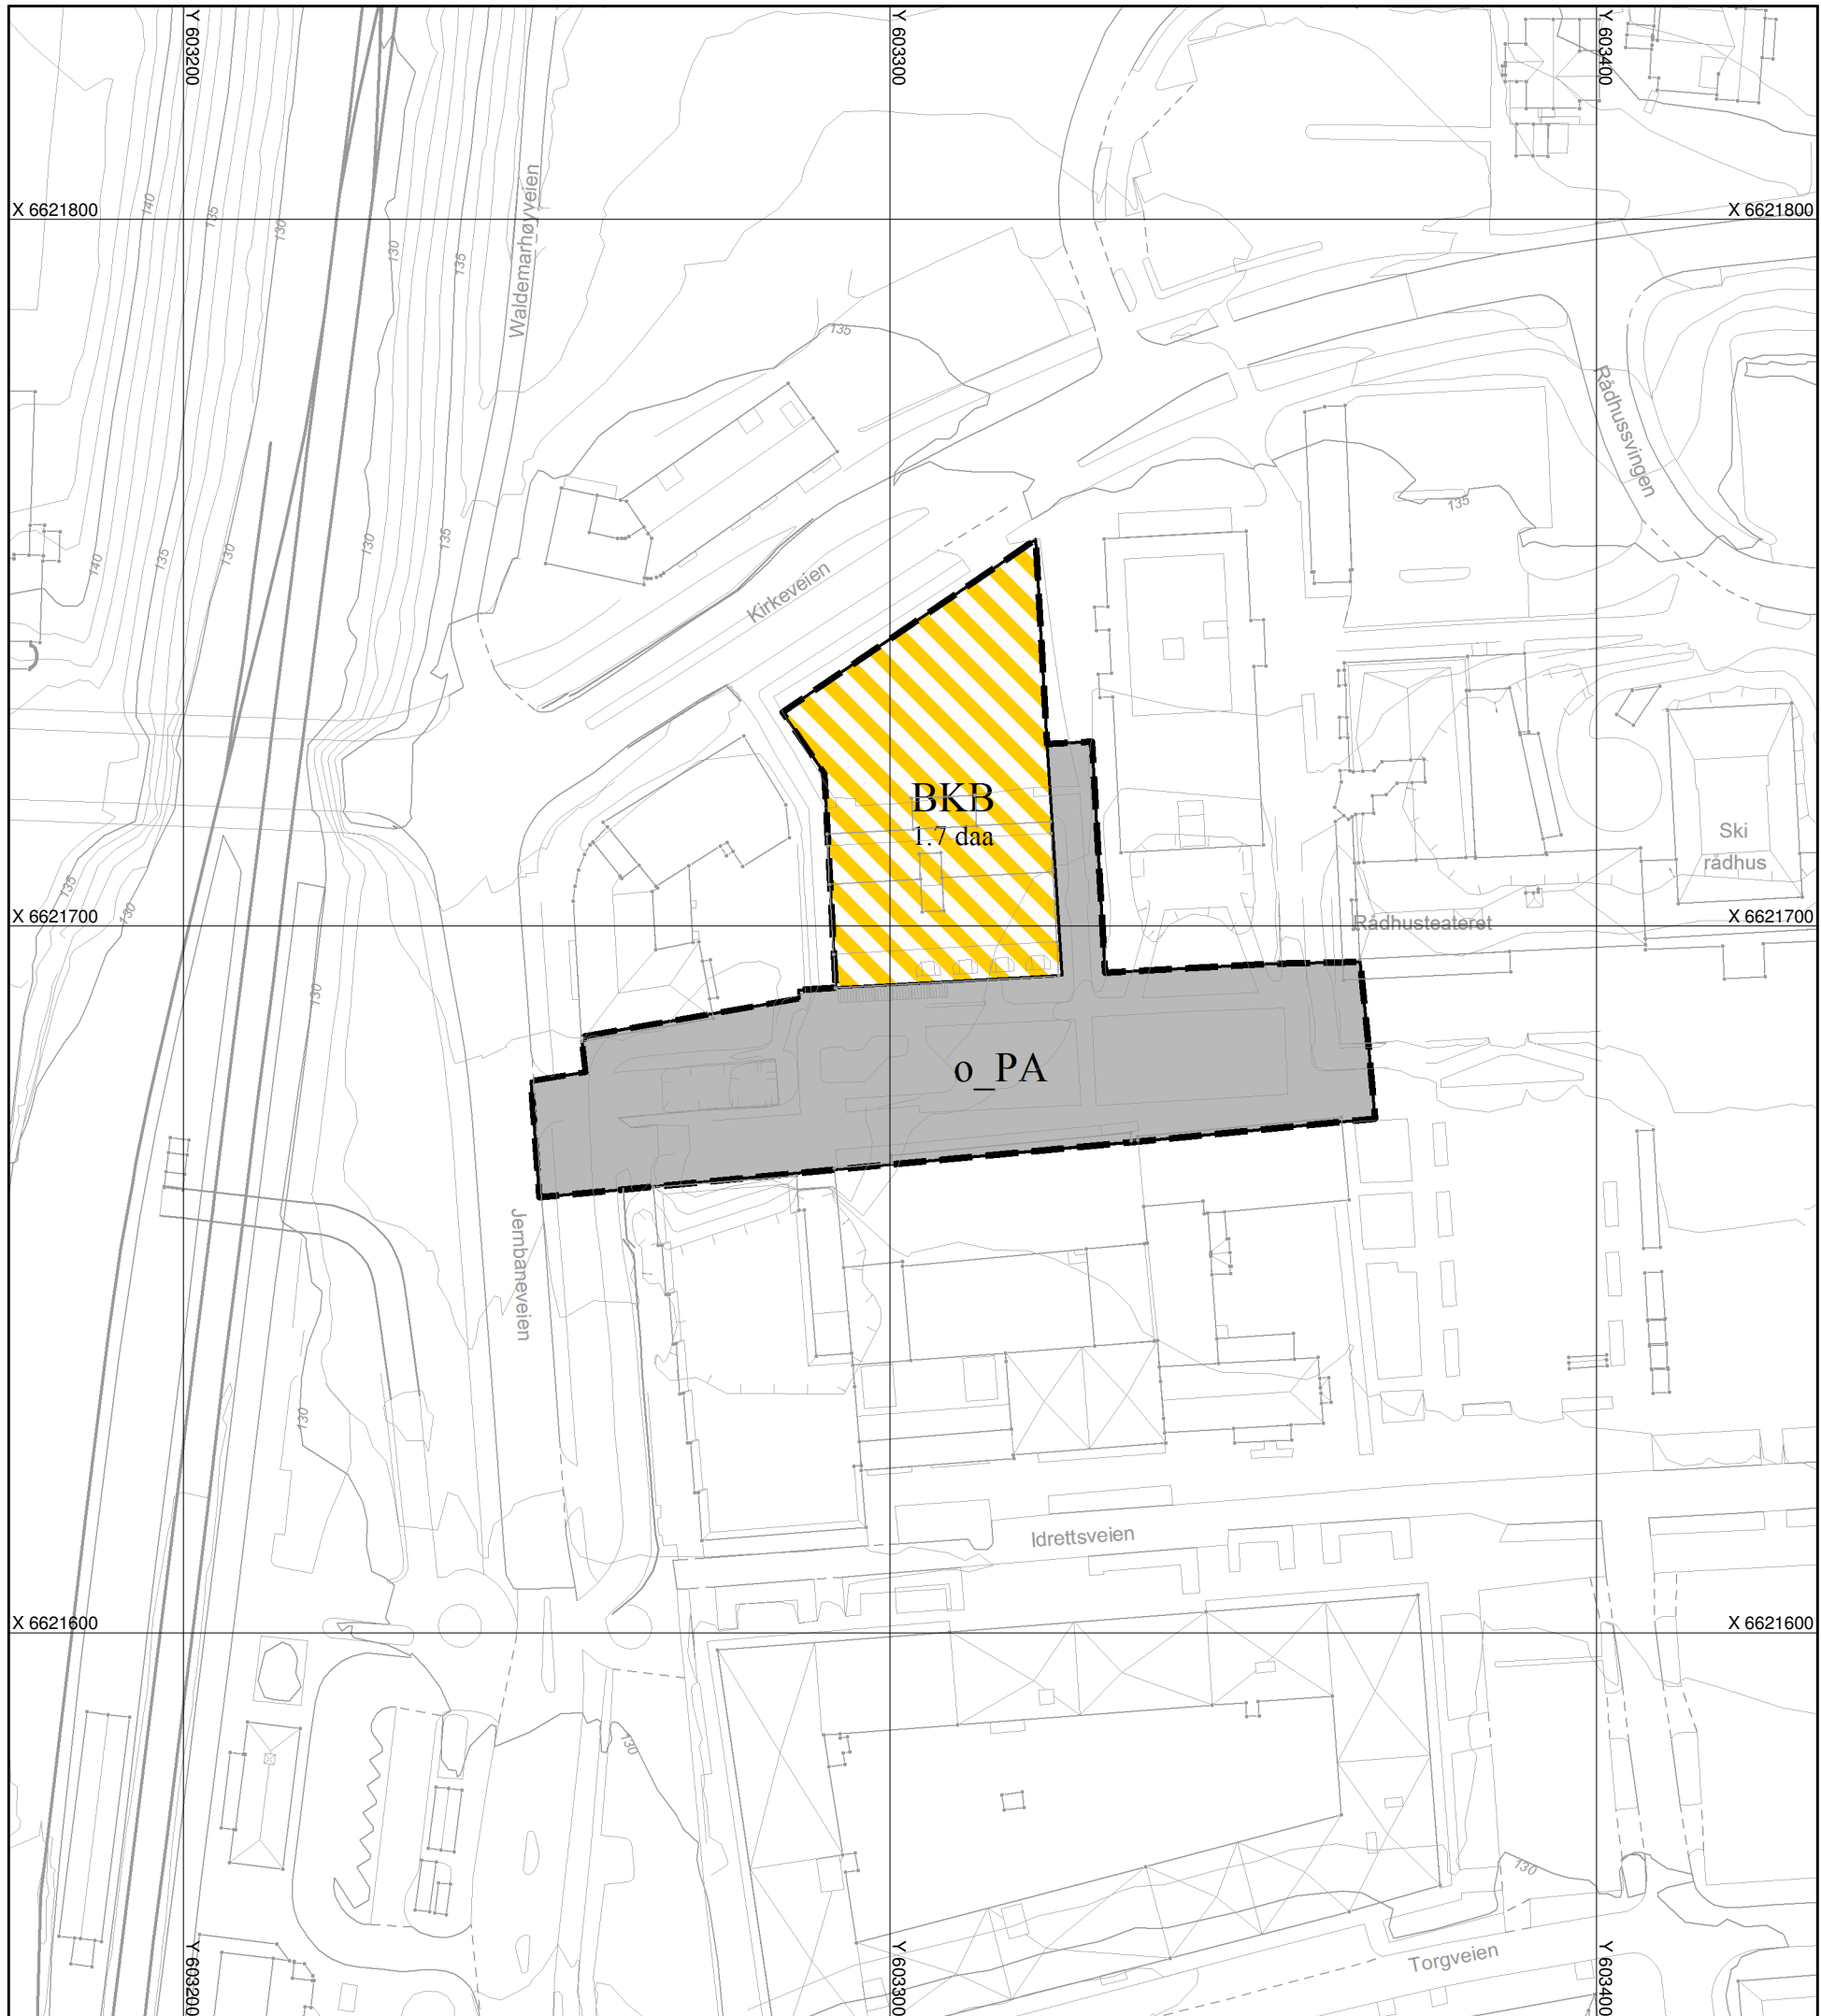 Y 603200
Y 603300
Y 603400
X 6621800
X 6621800
140
135
130
130
135
Waldemarhøyveien
135
Rådhussvingen
135
140
135
130
130
135
Kirkeveien
BKB
1.7 daa
Ski
rådhus
135
130
X 6621700
X 6621700
Rådhusteateret
130
o_PA
Jernbaneveien
130
Idrettsveien
X 6621600
X 6621600
130
130
Torgveien
Y 603200
Y 603300
Y 603400